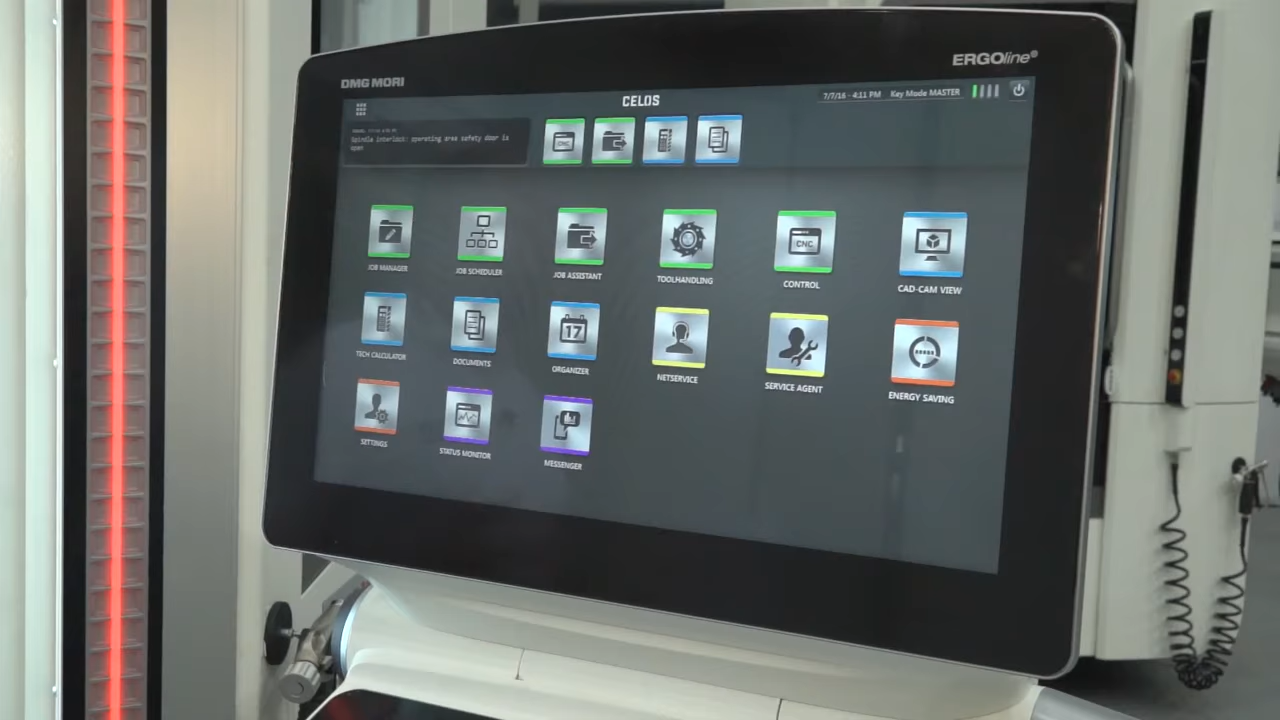 DMG MORI
ERGOline®
CELOS
7/7/16 - 4:11 PM Key Mode MASTER
Spindle interlock: operating area safety door is
open
CNC
JOB MANAGER
JOB SCHEDULER
JOB ASSISTANT
TOOLHANDLING
CNC
CONTROL
CAD-CAM VIEW
TECH CALCULATOR
DOCUMENTS
17
ORGANIZER
NETSERVICE
SERVICE AGENT
ENERGY SAVING
SETTINGS
STATUS MONITOR
MESSENGER